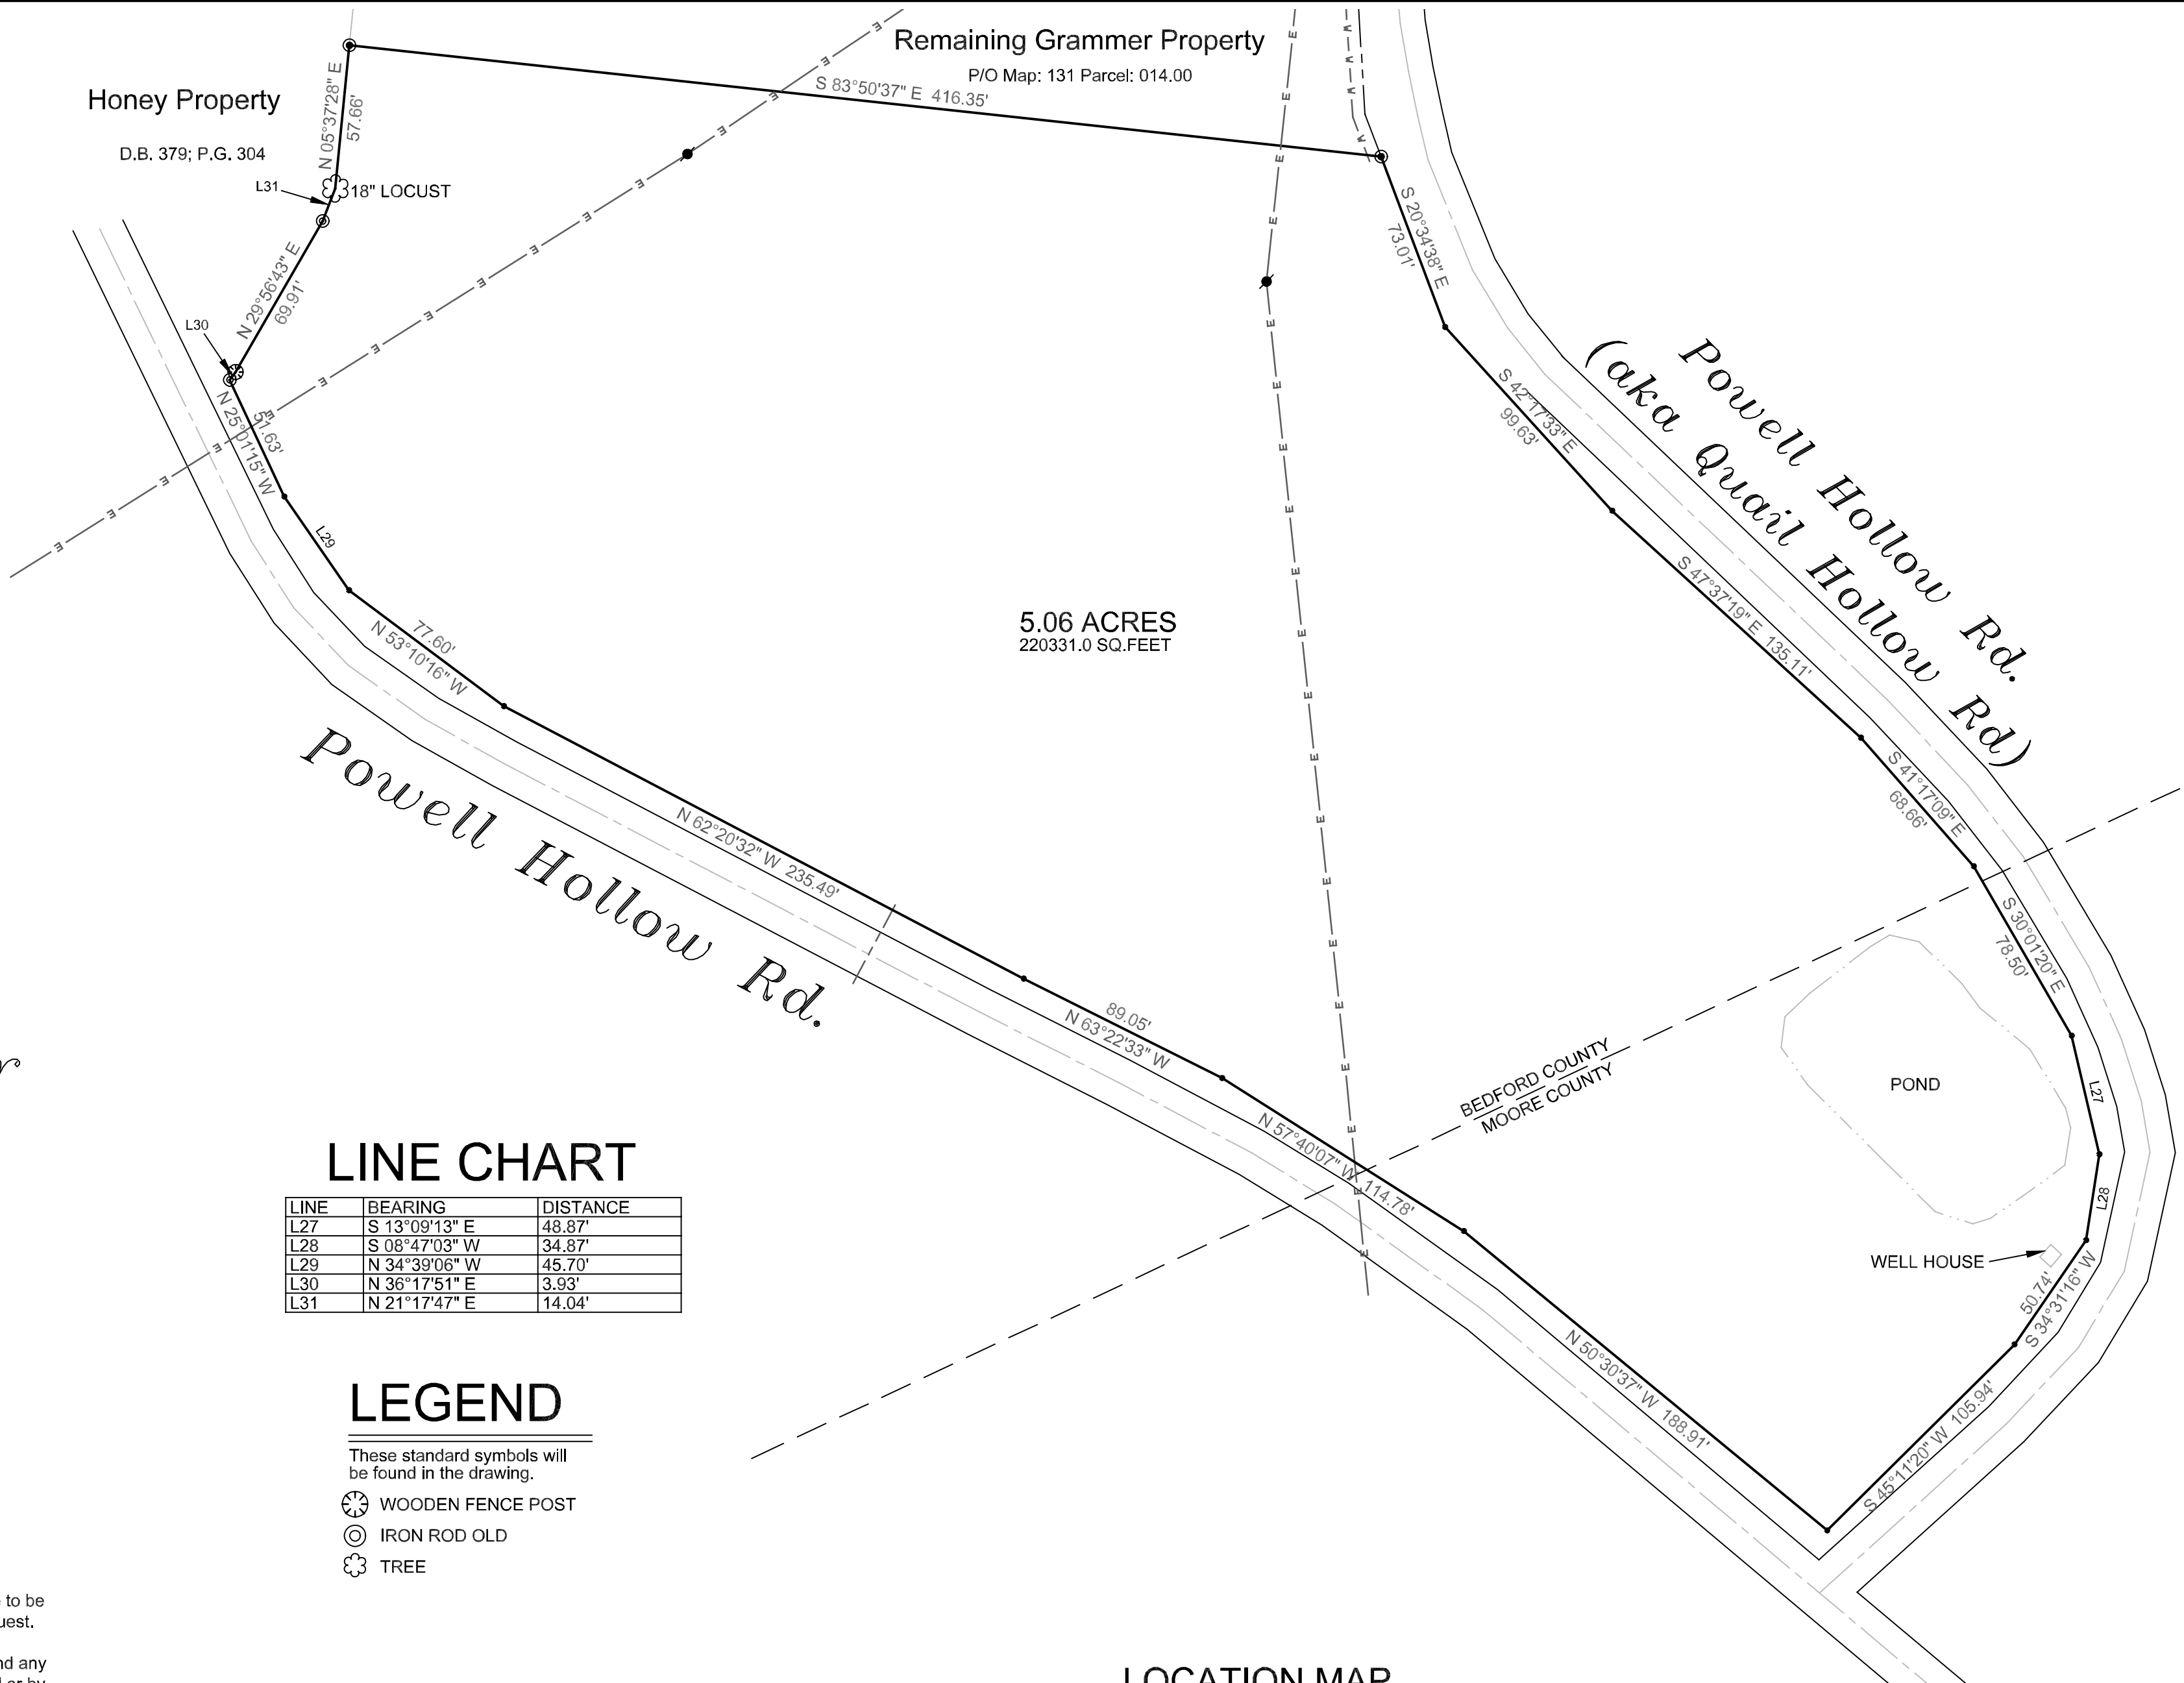 Remaining Grammer Property
P/O Map: 131 Parcel: 014.00
Honey Property
D.B. 379; P.G. 304
S 83°50'37" E 416.35'
N 05°37'28" E
57.66'
L31
18" LOCUST
N 29°56'43" E
69.91'
L30
N 25°01'15" W
51.63'
L29
77.60'
N 53°10'16" W
N 62°20'32" W 235.49'
89.05'
N 63°22'33" W
N 57°40'07" W 114.78'
N 50°30'37" W 188.91'
S 20°34'38" E
73.01'
S 42°17'33" E
99.63'
S 47°37'19" E 135.11'
S 41°17'09" E
68.66'
S 30°01'20" E
78.50'
L27
L28
50.74'
S 34°31'16" W
S 45°11'20" W 105.94'
5.06 ACRES
220331.0 SQ.FEET
Powell Hollow Rd.
(aka Quail Hollow Rd)
Powell Hollow Rd.
BEDFORD COUNTY
MOORE COUNTY
POND
WELL HOUSE
LINE CHART
LINE BEARING DISTANCE
L27 S 13°09'13" E 48.87'
L28 S 08°47'03" W 34.87'
L29 N 34°39'06" W 45.70'
L30 N 36°17'51" E 3.93'
L31 N 21°17'47" E 14.04'
LEGEND
These standard symbols will
be found in the drawing.
WOODEN FENCE POST
IRON ROD OLD
TREE
to be
uest.
nd any
LOCATION MAP